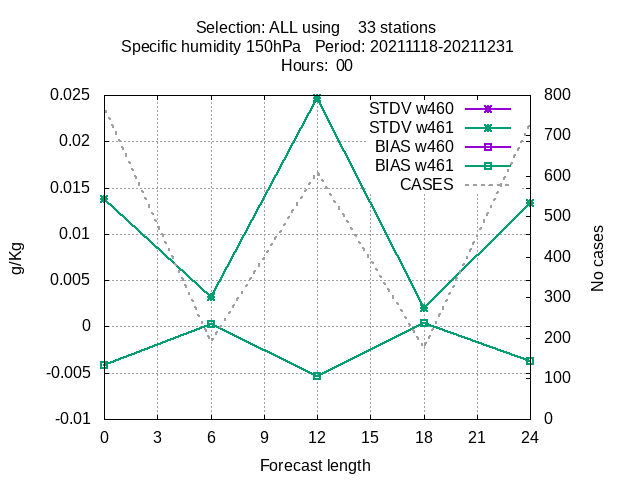 Selection: ALL using    33 stations
Specific humidity 150hPa   Period: 20211118-20211231
Hours:  00
g/Kg
0.025
0.02
0.015
0.01
0.005
0
-0.005
-0.01
STDV w460
STDV w461
BIAS w460
BIAS w461
CASES
800
700
600
500
400
300
200
100
0
No cases
0 3 6 9 12 15 18 21 24
Forecast length